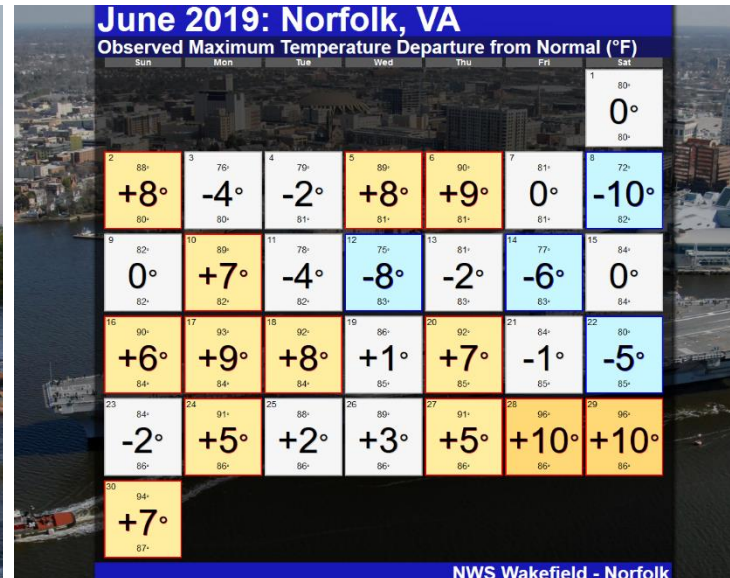 June 2019: Norfolk, VA
Observed Maximum Temperature Departure from Normal (°F)
Sun Mon Tue Wed Thu Fri Sat
1
80°
0°
80°
2 3 4 5 6 7 8
88° 76° 79° 89° 90° 81° 72°
+8° -4° -2° +8° +9° 0° -10°
80° 80° 81° 81° 81° 81° 82°
9 10 11 12 13 14 15
82° 89° 78° 75° 81° 77° 84°
0° +7° -4° -8° -2° -6° 0°
82° 82° 82° 83° 83° 83° 84°
16 17 18 19 20 21 22
90° 93° 92° 86° 92° 84° 80°
+6° +9° +8° +1° +7° -1° -5°
84° 84° 84° 85° 85° 85° 85°
23 24 25 26 27 28 29
84° 91° 88° 89° 91° 96° 96°
-2° +5° +2° +3° +5° +10° +10°
86° 86° 86° 86° 86° 86° 86°
30
94°
+7°
87°
NWS Wakefield - Norfolk